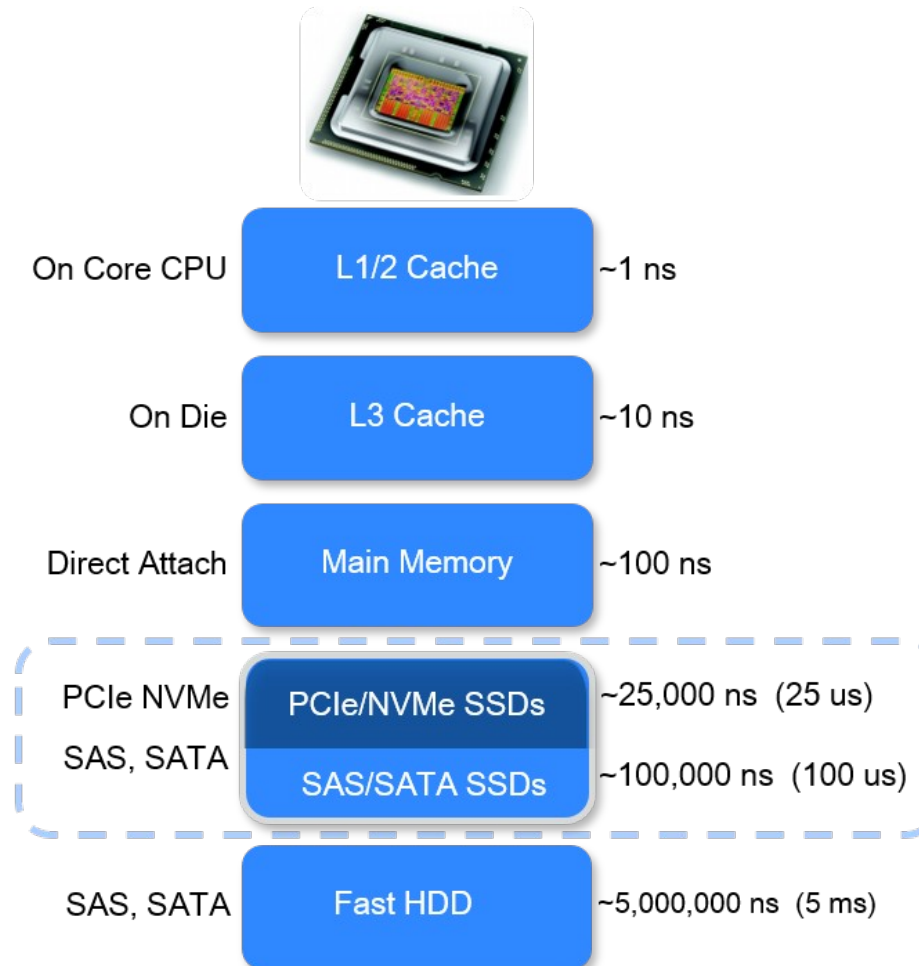 On Core CPU L1/2 Cache ~1 ns
On Die L3 Cache ~10 ns
Direct Attach Main Memory ~100 ns
PCIe NVMe PCIe/NVMe SSDs ~25,000 ns (25 us)
SAS, SATA SAS/SATA SSDs ~100,000 ns (100 us)
SAS, SATA Fast HDD ~5,000,000 ns (5 ms)